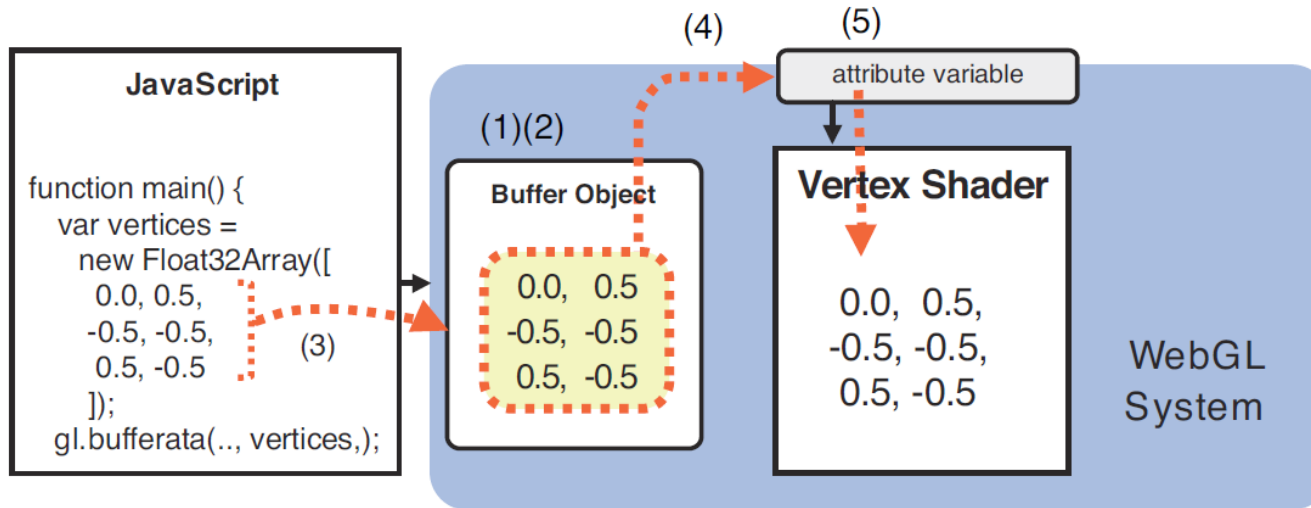 JavaScript
function main() {
var vertices =
new Float32Array([
0.0, 0.5,
-0.5, -0.5,
0.5, -0.5
]);
gl.bufferata(.., vertices,);
(3)
(1)(2)
Buffer Object
0.0, 0.5
-0.5, -0.5
0.5, -0.5
(4)
(5)
attribute variable
Vertex Shader
0.0, 0.5,
-0.5, -0.5,
0.5, -0.5
WebGL
System